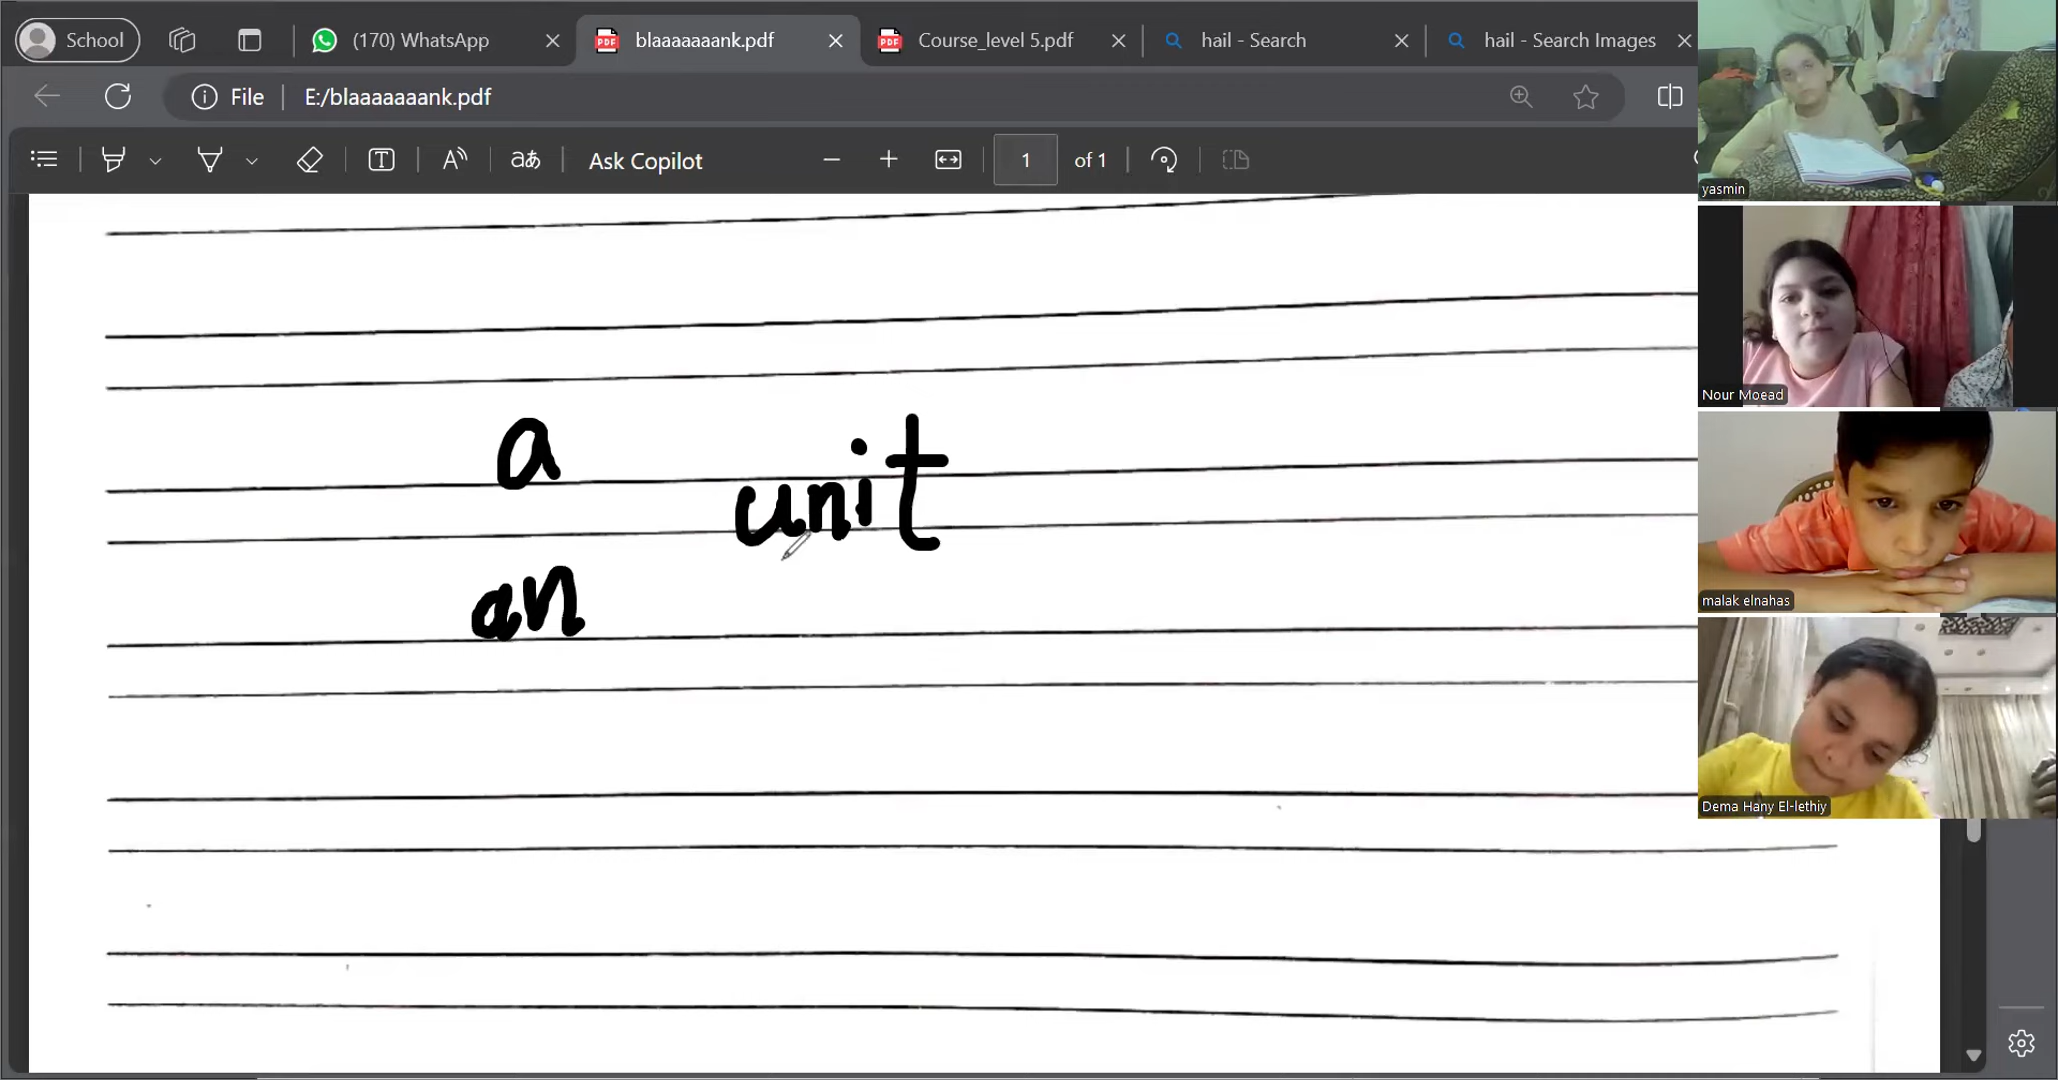 School
(170) WhatsApp
blaaaaaaank.pdf
Course_level 5.pdf
hail - Search
hail - Search Images
File
E:/blaaaaaaank.pdf
Ask Copilot
1
of 1
a
unit
an
yasmin
Nour Moead
malak elnahas
Dema Hany El-lethiy